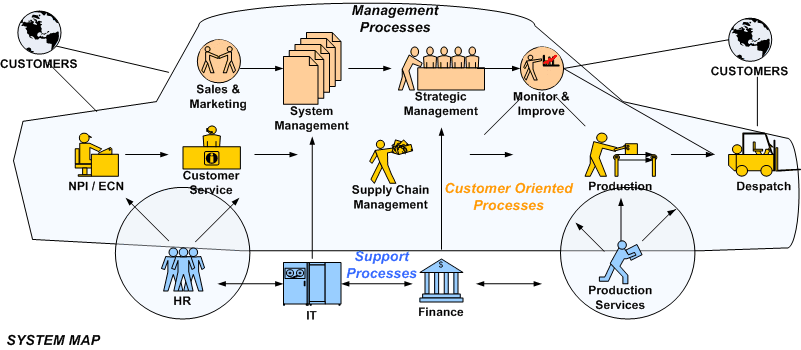 Management
Processes
CUSTOMERS
CUSTOMERS
Sales &
Marketing
System
Management
Strategic
Management
Monitor &
Improve
NPI / ECN
Customer
Service
i
Supply Chain
Management
Customer Oriented
Processes
Production
Despatch
Support
Processes
HR
IT
$
Finance
Production
Services
SYSTEM MAP